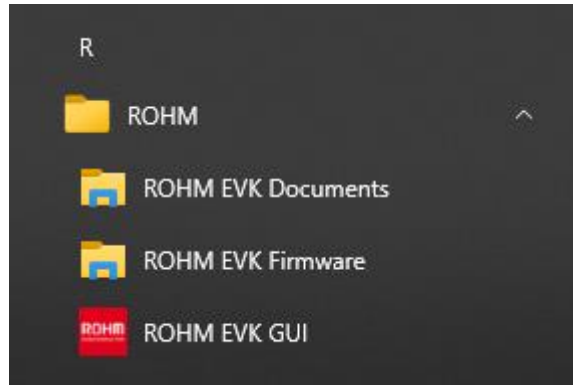 R
ROHM
ROHM EVK Documents
ROHM EVK Firmware
ROHM
ROHM EVK GUI